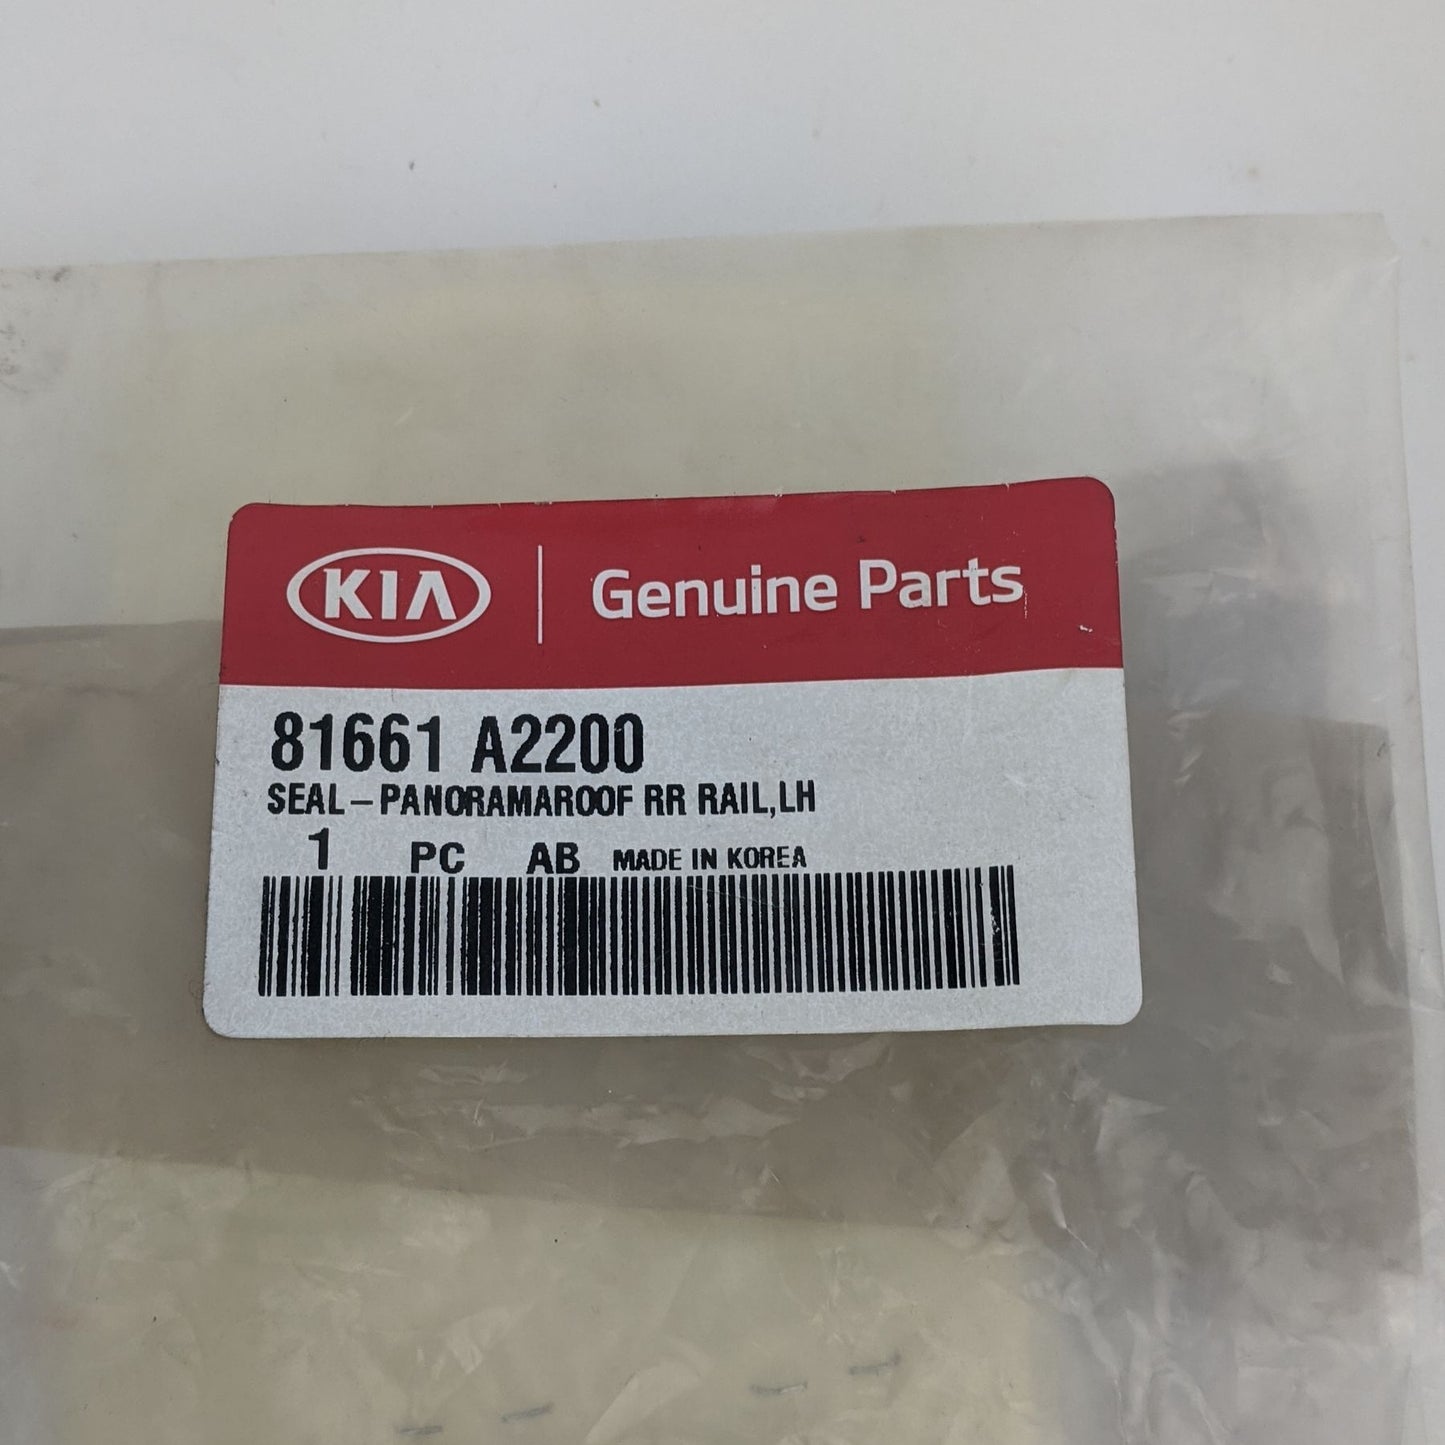 KIA Genuine Parts
81661 A2200
SEAL-PANORAMAROOF RR RAIL,LH
1 PC AB MADE IN KOREA